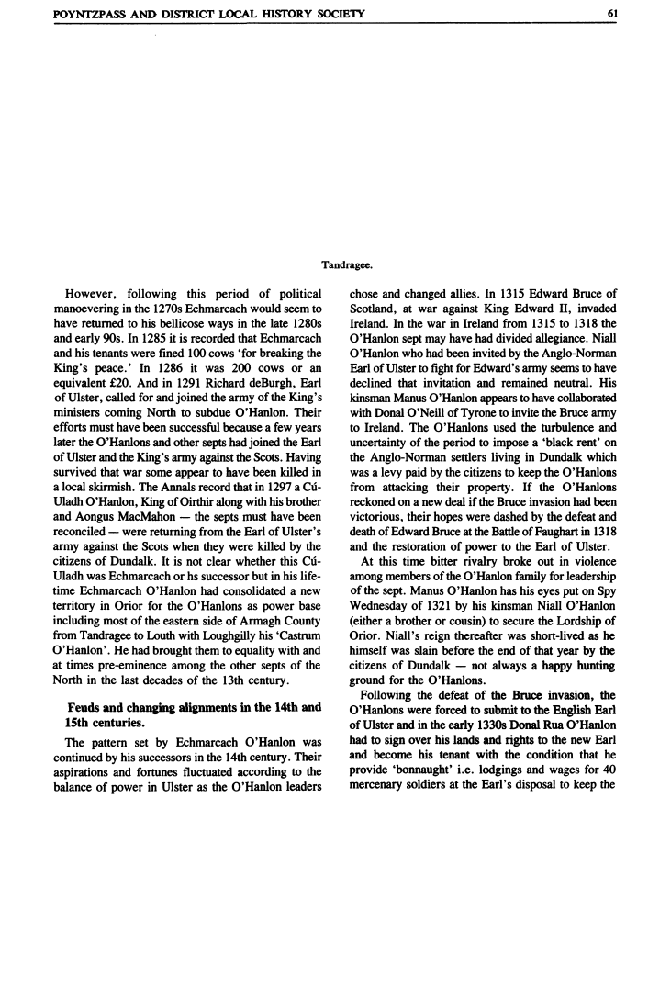 POYNTZPASS AND DISTRICT LOCAL HISTORY SOCIETY 61
Tandragee.
However, following this period of political
manoevering in the 1270s Echmarcach would seem to
have returned to his bellicose ways in the late 1280s
and early 90s. In 1285 it is recorded that Echmarcach
and his tenants were fined 100 cows ‘for breaking the
King’s peace.’ In 1286 it was 200 cows or an
equivalent £20. And in 1291 Richard deBurgh, Earl
of Ulster, called for and joined the army of the King’s
ministers coming North to subdue O’Hanlon. Their
efforts must have been successful because a few years
later the O’Hanlons and other septs had joined the Earl
of Ulster and the King’s army against the Scots. Having
survived that war some appear to have been killed in
a local skirmish. The Annals record that in 1297 a Cú-
Uladh O’Hanlon, King of Oirthir along with his brother
and Aongus MacMahon — the septs must have been
reconciled — were returning from the Earl of Ulster’s
army against the Scots when they were killed by the
citizens of Dundalk. It is not clear whether this Cú-
Uladh was Echmarcach or hs successor but in his life-
time Echmarcach O’Hanlon had consolidated a new
territory in Orior for the O’Hanlons as power base
including most of the eastern side of Armagh County
from Tandragee to Louth with Loughgilly his ‘Castrum
O’Hanlon’. He had brought them to equality with and
at times pre-eminence among the other septs of the
North in the last decades of the 13th century.
Feuds and changing alignments in the 14th and
15th centuries.
The pattern set by Echmarcach O’Hanlon was
continued by his successors in the 14th century. Their
aspirations and fortunes fluctuated according to the
balance of power in Ulster as the O’Hanlon leaders
chose and changed allies. In 1315 Edward Bruce of
Scotland, at war against King Edward II, invaded
Ireland. In the war in Ireland from 1315 to 1318 the
O’Hanlon sept may have had divided allegiance. Niall
O’Hanlon who had been invited by the Anglo-Norman
Earl of Ulster to fight for Edward’s army seems to have
declined that invitation and remained neutral. His
kinsman Manus O’Hanlon appears to have collaborated
with Donal O’Neill of Tyrone to invite the Bruce army
to Ireland. The O’Hanlons used the turbulence and
uncertainty of the period to impose a ‘black rent’ on
the Anglo-Norman settlers living in Dundalk which
was a levy paid by the citizens to keep the O’Hanlons
from attacking their property. If the O’Hanlons
reckoned on a new deal if the Bruce invasion had been
victorious, their hopes were dashed by the defeat and
death of Edward Bruce at the Battle of Faughart in 1318
and the restoration of power to the Earl of Ulster.
At this time bitter rivalry broke out in violence
among members of the O’Hanlon family for leadership
of the sept. Manus O’Hanlon has his eyes put on Spy
Wednesday of 1321 by his kinsman Niall O’Hanlon
(either a brother or cousin) to secure the Lordship of
Orior. Niall’s reign thereafter was short-lived as he
himself was slain before the end of that year by the
citizens of Dundalk — not always a happy hunting
ground for the O’Hanlons.
Following the defeat of the Bruce invasion, the
O’Hanlons were forced to submit to the English Earl
of Ulster and in the early 1330s Donal Rua O’Hanlon
had to sign over his lands and rights to the new Earl
and become his tenant with the condition that he
provide ‘bonnaught’ i.e. lodgings and wages for 40
mercenary soldiers at the Earl’s disposal to keep the